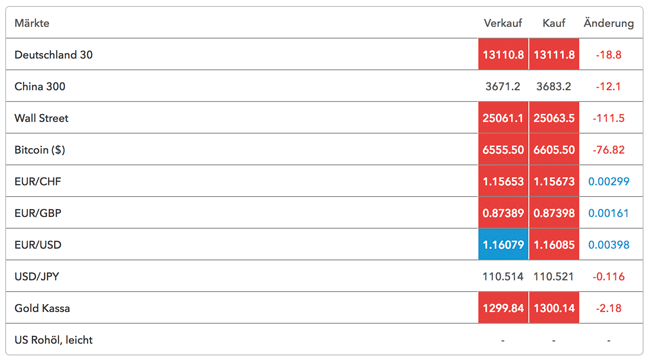 Märkte Verkauf Kauf Änderung
Deutschland 30 13110.8 13111.8 -18.8
China 300 3671.2 3683.2 -12.1
Wall Street 25061.1 25063.5 -111.5
Bitcoin ($) 6555.50 6605.50 -76.82
EUR/CHF 1.15653 1.15673 0.00299
EUR/GBP 0.87389 0.87398 0.00161
EUR/USD 1.16079 1.16085 0.00398
USD/JPY 110.514 110.521 -0.116
Gold Kassa 1299.84 1300.14 -2.18
US Rohöl, leicht - - -